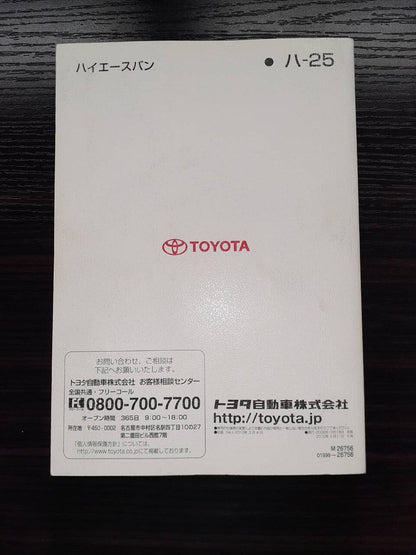 ハイエースバン
● ハ-25
TOYOTA
お問い合わせ、ご相談は
下記へお願いいたします。
トヨタ自動車株式会社 お客様相談センター
全国共通・フリーコール
0800-700-7700
オープン時間 365日 9:00~18:00
所在地 〒450-0002 名古屋市中村区名駅四丁目10の27
第二豊田ビル西館7階
「個人情報保護方針」については、
http://www.toyota.co.jpにて掲載しております。
トヨタ自動車株式会社
http://toyota.jp
M 26756
01999-26756